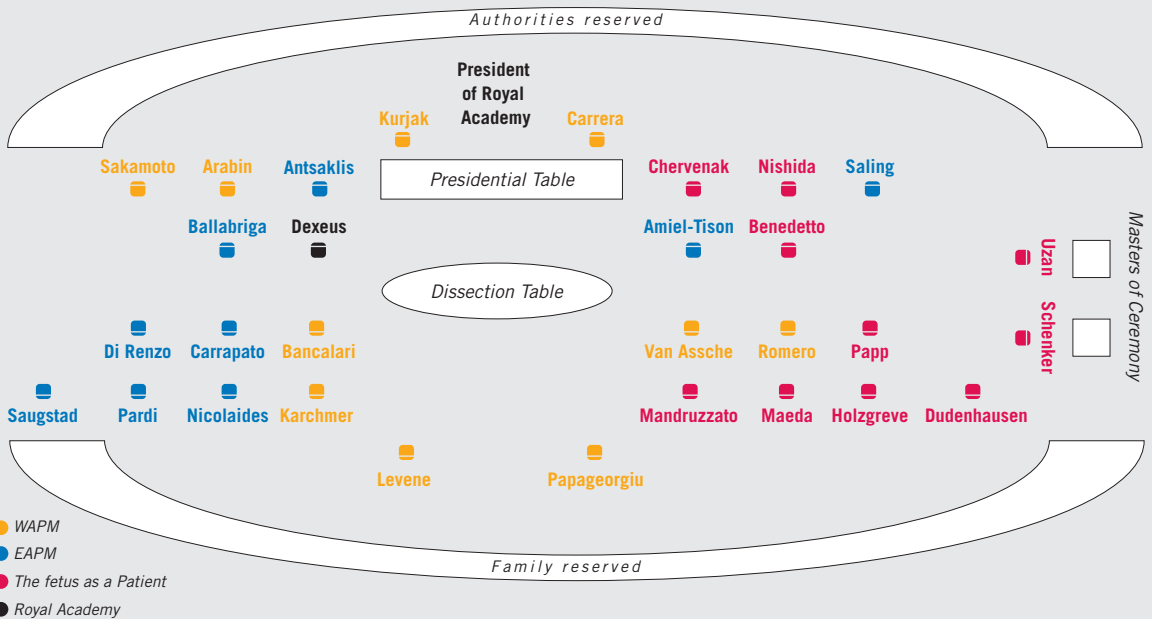 Authorities reserved
President
of Royal
Academy
Kurjak
Carrera
Sakamoto
Arabin
Antsaklis
Presidential Table
Chervenak
Nishida
Saling
Ballabriga
Dexeus
Amiel-Tison
Benedetto
Uzan
Masters of Ceremony
Dissection Table
Schenker
Di Renzo
Carrapato
Bancalari
Van Assche
Romero
Papp
Saugstad
Pardi
Nicolaides
Karchmer
Mandruzzato
Maeda
Holzgreve
Dudenhausen
Levene
Papageorgiu
WAPM
EAPM
The fetus as a Patient
Royal Academy
Family reserved